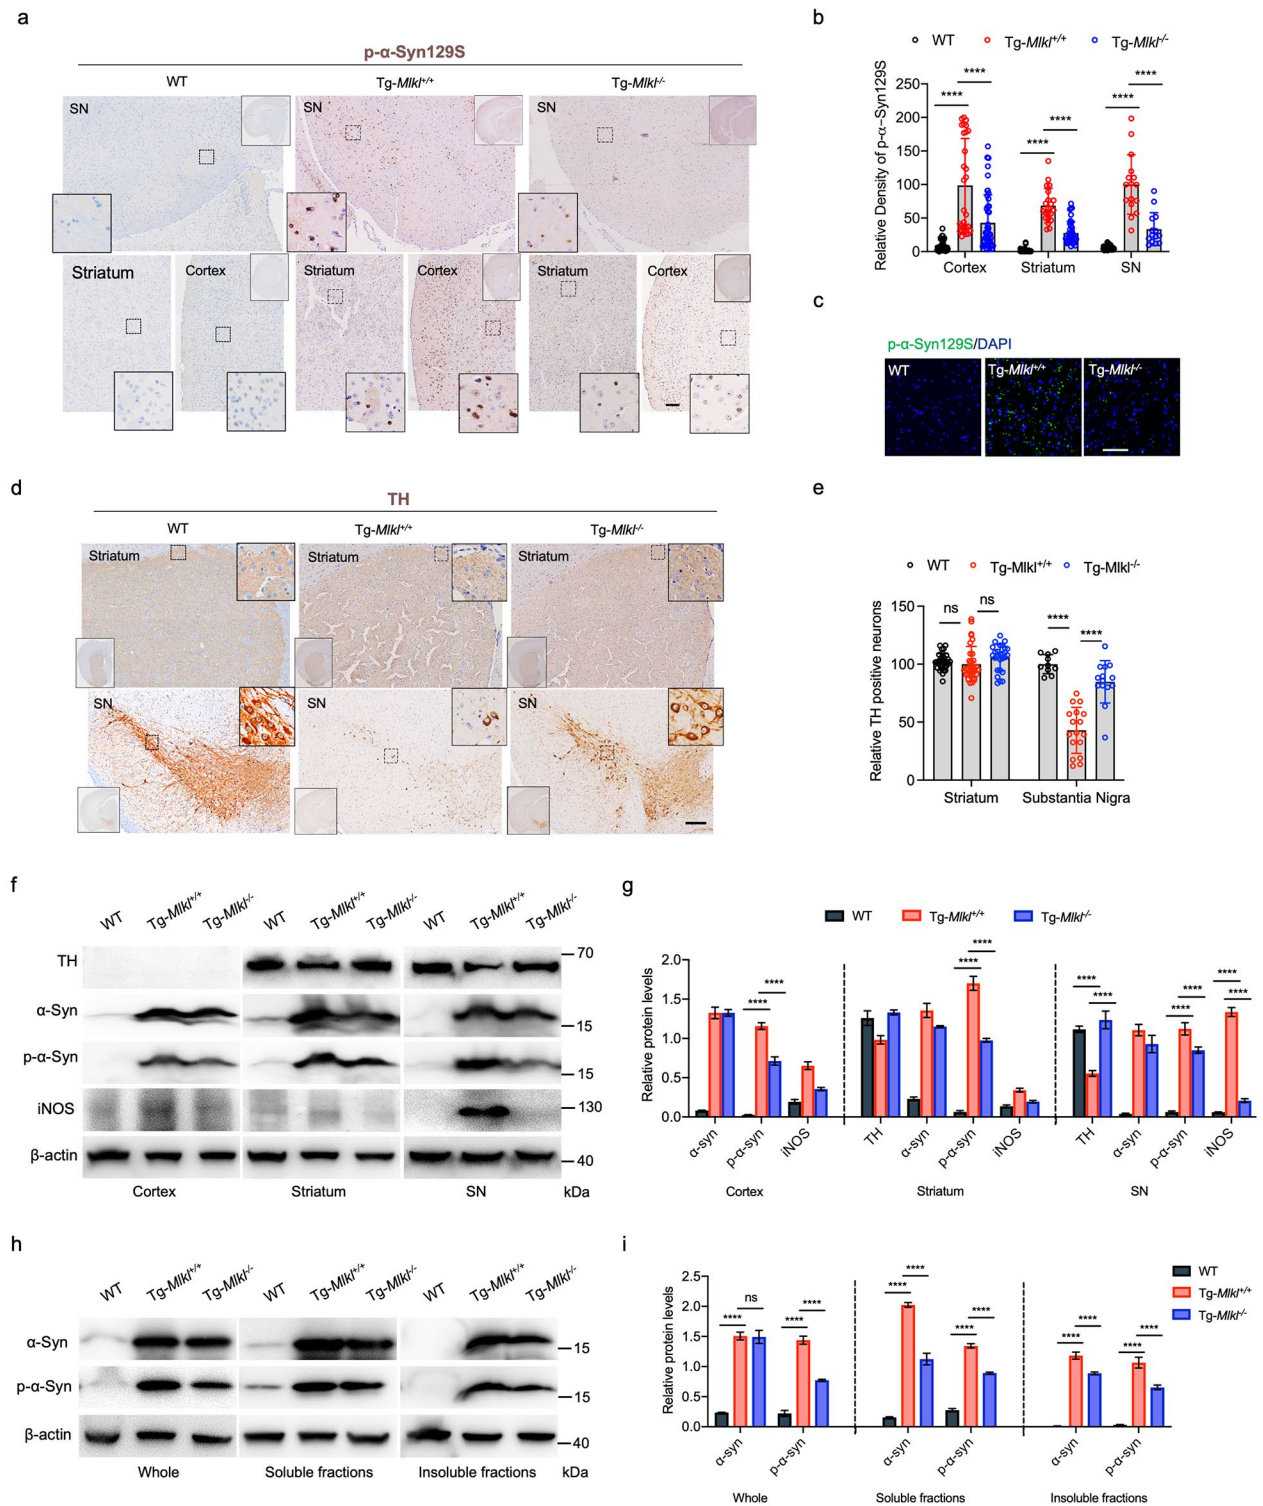 a
p-α-Syn129S
WT
Tg-Mlkl+/+
Tg-Mlkl-/-
SN
SN
SN
Striatum
Cortex
Striatum
Cortex
Striatum
Cortex
b
WT
Tg-Mlkl+/+
Tg-Mlkl-/-
Relative Density of p-α-Syn129S
250
200
150
100
50
0
****
****
****
****
****
****
Cortex
Striatum
SN
c
p-α-Syn129S/DAPI
WT
Tg-Mlkl+/+
Tg-Mlkl-/-
d
TH
WT
Tg-Mlkl+/+
Tg-Mlkl-/-
Striatum
Striatum
Striatum
SN
SN
SN
e
WT
Tg-Mlkl+/+
Tg-Mlkl-/-
Relative TH positive neurons
150
100
50
0
ns
ns
****
****
Striatum
Substantia Nigra
f
WT
Tg-Mlkl+/+
Tg-Mlkl-/-
WT
Tg-Mlkl+/+
Tg-Mlkl-/-
WT
Tg-Mlkl+/+
Tg-Mlkl-/-
TH
70
α-Syn
15
p-α-Syn
15
iNOS
130
β-actin
40
Cortex
Striatum
SN
kDa
g
WT
Tg-Mlkl+/+
Tg-Mlkl-/-
Relative protein levels
2.0
1.5
1.0
0.5
0.0
****
****
****
****
****
****
****
****
****
****
α-syn
p-α-syn
iNOS
TH
α-syn
p-α-syn
iNOS
TH
α-syn
p-α-syn
iNOS
Cortex
Striatum
SN
h
WT
Tg-Mlkl+/+
Tg-Mlkl-/-
WT
Tg-Mlkl+/+
Tg-Mlkl-/-
WT
Tg-Mlkl+/+
Tg-Mlkl-/-
α-Syn
15
p-α-Syn
15
β-actin
40
Whole
Soluble fractions
Insoluble fractions
kDa
i
WT
Tg-Mlkl+/+
Tg-Mlkl-/-
Relative protein levels
2.5
2.0
1.5
1.0
0.5
0.0
****
ns
****
****
****
****
****
****
****
****
****
****
α-syn
p-α-syn
α-syn
p-α-syn
α-syn
p-α-syn
Whole
Soluble fractions
Insoluble fractions